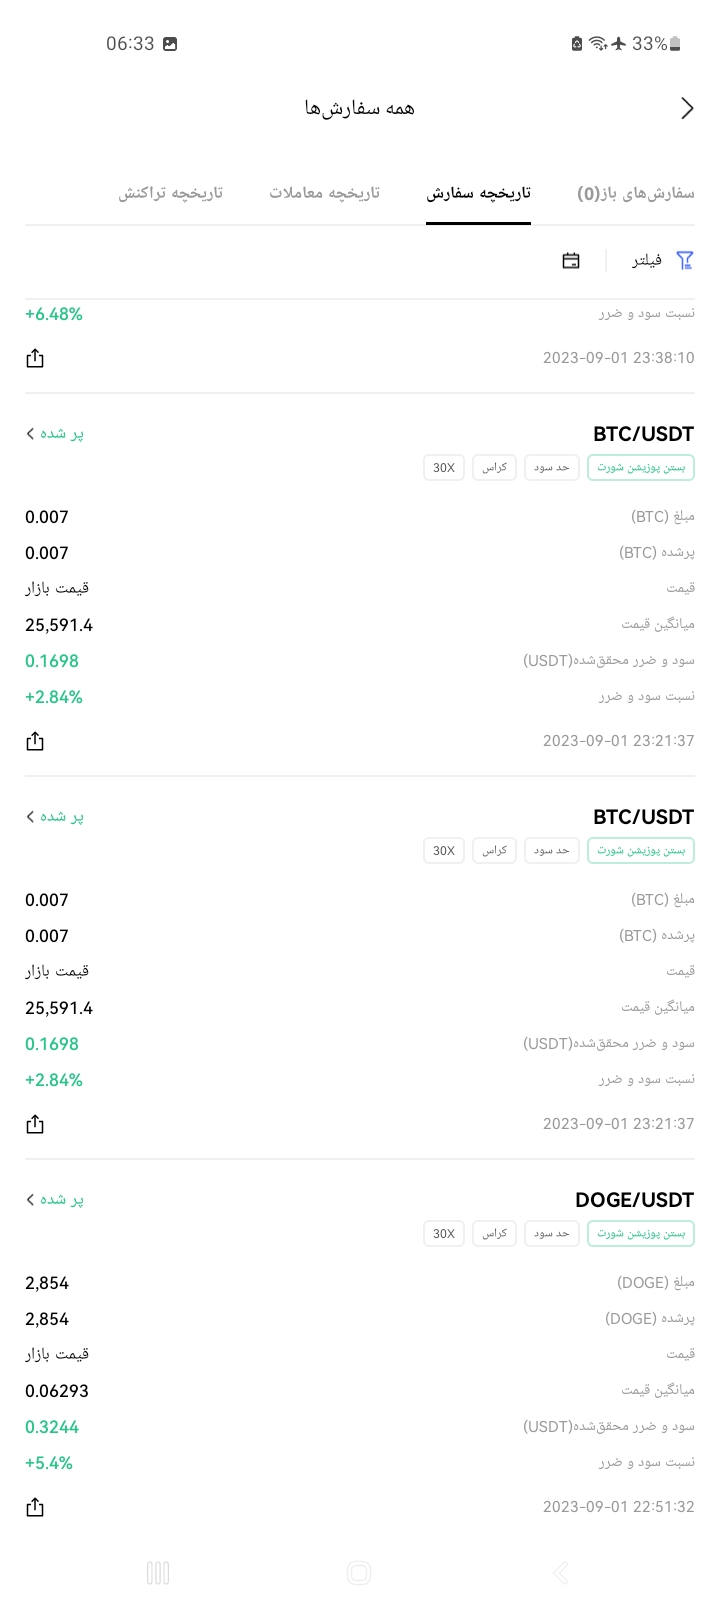 06:33 33%
همه سفارش‌ها
سفارش‌های باز(0) تاریخچه سفارش تاریخچه معاملات تاریخچه تراکنش
فیلتر
نسبت سود و ضرر +6.48%
2023-09-01 23:38:10
BTC/USDT پر شده
بستن پوزیشن شورت حد سود کراس 30X
مبلغ (BTC) 0.007
پرشده (BTC) 0.007
قیمت قیمت بازار
میانگین قیمت 25,591.4
سود و ضرر محقق‌شده(USDT) 0.1698
نسبت سود و ضرر +2.84%
2023-09-01 23:21:37
BTC/USDT پر شده
بستن پوزیشن شورت حد سود کراس 30X
مبلغ (BTC) 0.007
پرشده (BTC) 0.007
قیمت قیمت بازار
میانگین قیمت 25,591.4
سود و ضرر محقق‌شده(USDT) 0.1698
نسبت سود و ضرر +2.84%
2023-09-01 23:21:37
DOGE/USDT پر شده
بستن پوزیشن شورت حد سود کراس 30X
مبلغ (DOGE) 2,854
پرشده (DOGE) 2,854
قیمت قیمت بازار
میانگین قیمت 0.06293
سود و ضرر محقق‌شده(USDT) 0.3244
نسبت سود و ضرر +5.4%
2023-09-01 22:51:32